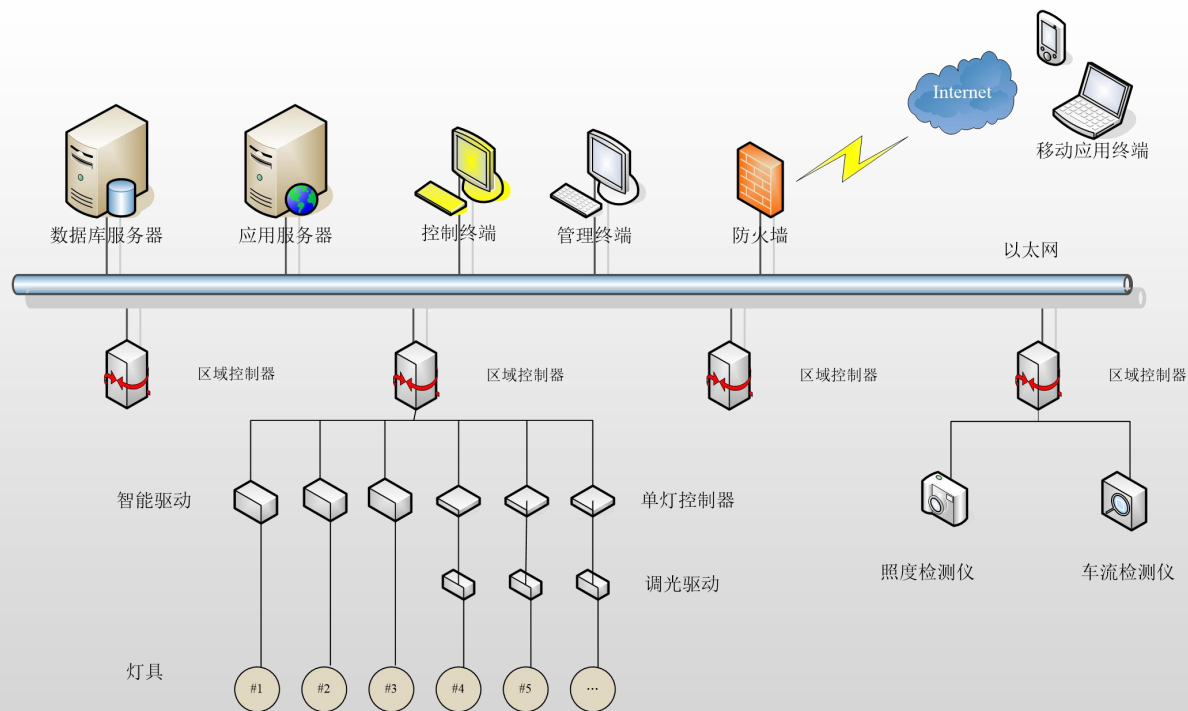 Internet
移动应用终端
数据库服务器
应用服务器
控制终端
管理终端
防火墙
以太网
区域控制器
区域控制器
区域控制器
区域控制器
智能驱动
单灯控制器
照度检测仪
车流检测仪
调光驱动
灯具
#1
#2
#3
#4
#5
...